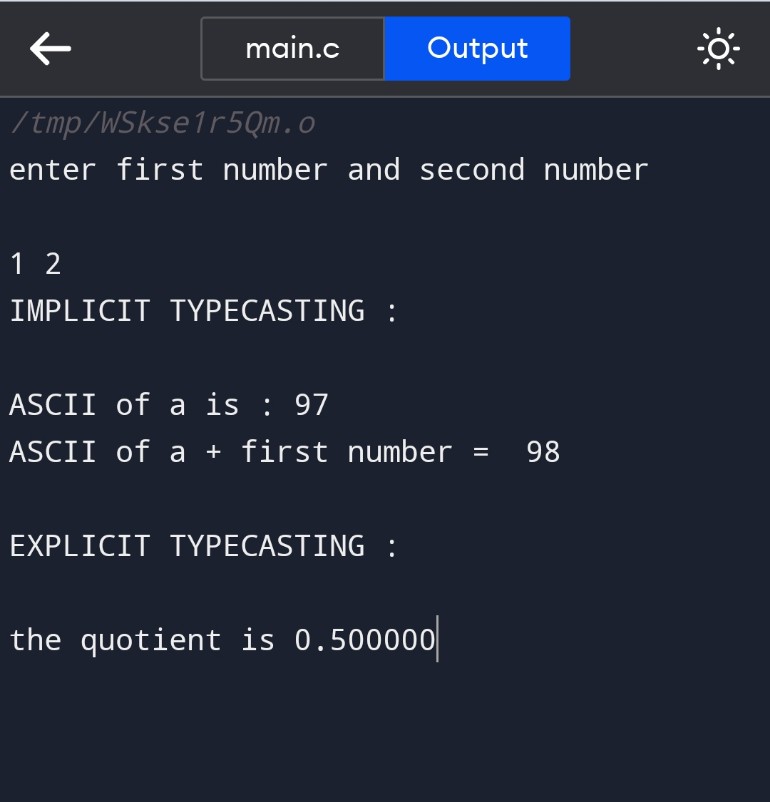 main.c Output
/tmp/WSkse1r5Qm.o
enter first number and second number
1 2
IMPLICIT TYPECASTING :
ASCII of a is : 97
ASCII of a + first number =  98
EXPLICIT TYPECASTING :
the quotient is 0.500000